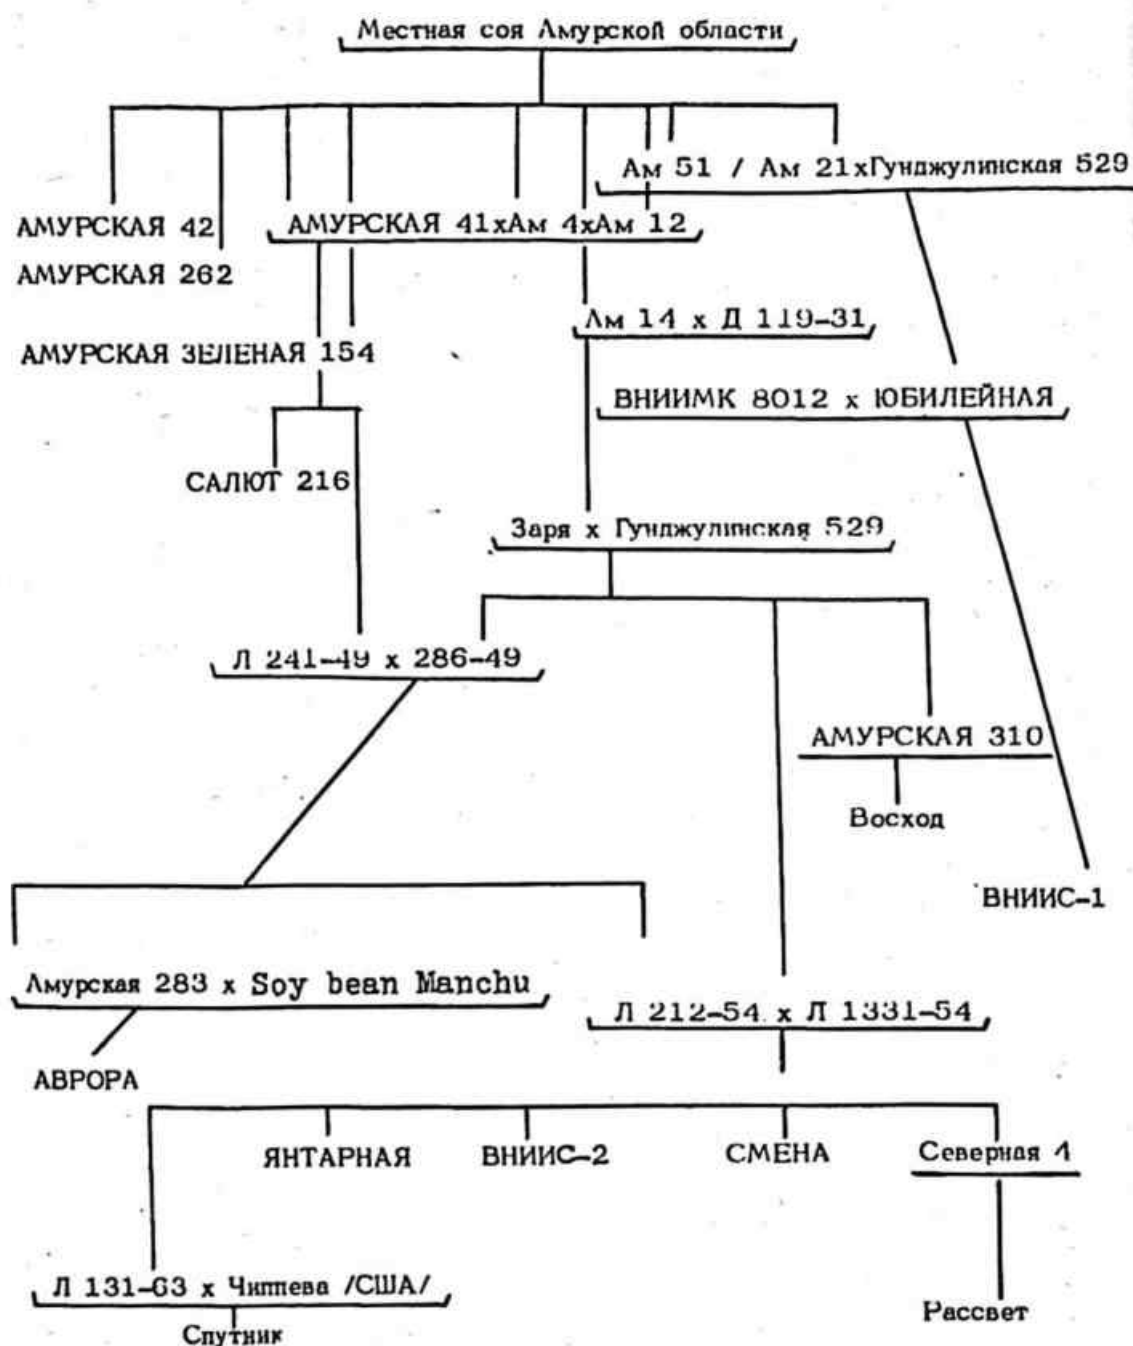 Местная соя Амурской области
Ам 51 / Ам 21хГунджулинская 529
АМУРСКАЯ 42
АМУРСКАЯ 41хАм 4хАм 12
АМУРСКАЯ 262
Ам 14 х Д 119-31
АМУРСКАЯ ЗЕЛЕНАЯ 154
ВНИИМК 8012 х ЮБИЛЕЙНАЯ
САЛЮТ 216
Заря х Гунджулинская 529
Л 241-49 х 286-49
АМУРСКАЯ 310
Восход
ВНИИС-1
Амурская 283 х Soy bean Manchu
Л 212-54 х Л 1331-54
АВРОРА
ЯНТАРНАЯ
ВНИИС-2
СМЕНА
Северная 4
Л 131-63 х Чиппева /США/
Рассвет
Спутник